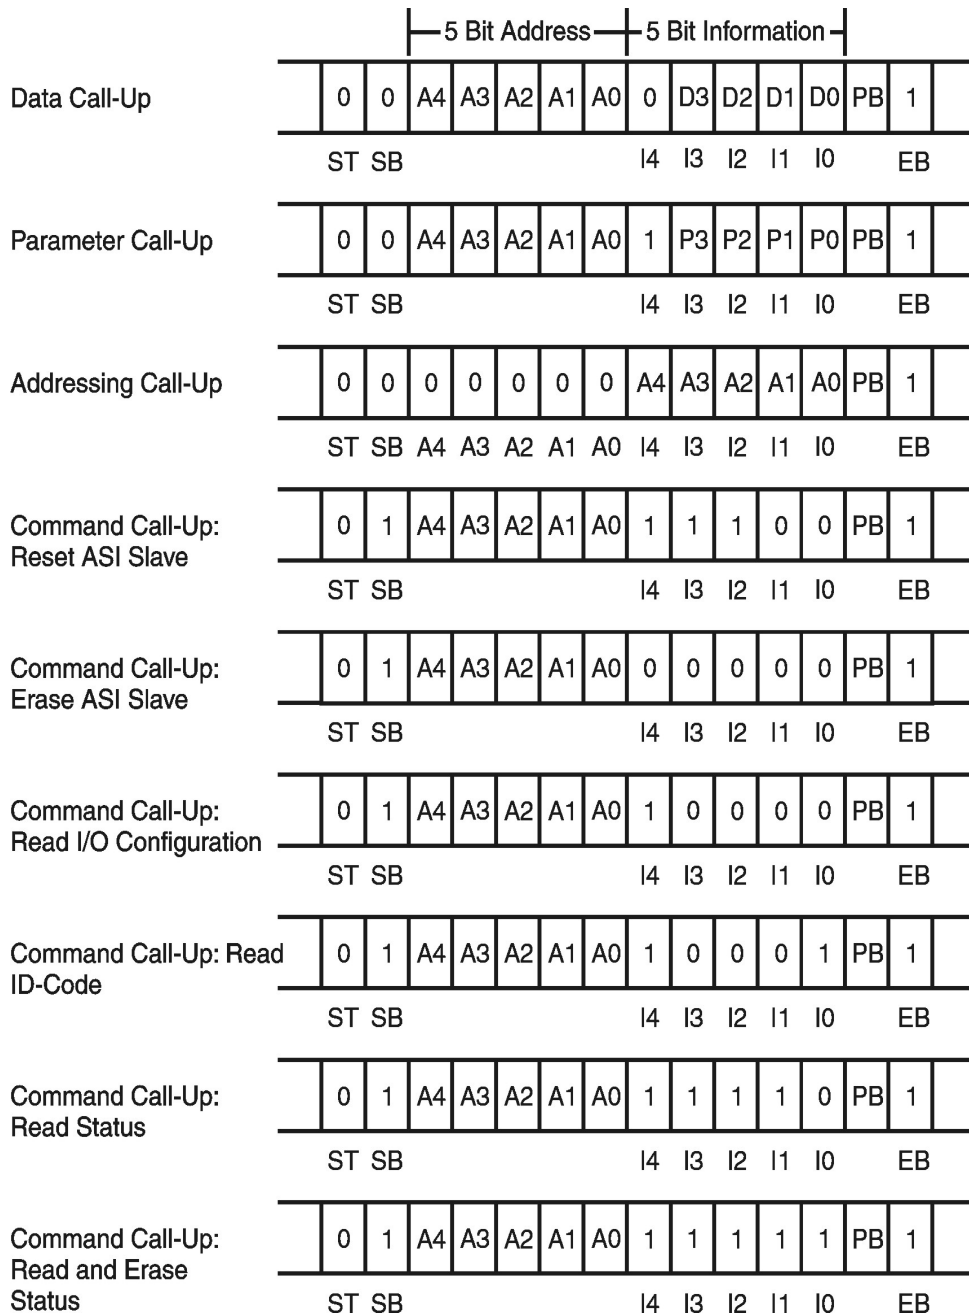 5 Bit Address 5 Bit Information
Data Call-Up 0 0 A4 A3 A2 A1 A0 0 D3 D2 D1 D0 PB 1
ST SB I4 I3 I2 I1 I0 EB
Parameter Call-Up 0 0 A4 A3 A2 A1 A0 1 P3 P2 P1 P0 PB 1
ST SB I4 I3 I2 I1 I0 EB
Addressing Call-Up 0 0 0 0 0 0 0 A4 A3 A2 A1 A0 PB 1
ST SB A4 A3 A2 A1 A0 I4 I3 I2 I1 I0 EB
Command Call-Up: 0 1 A4 A3 A2 A1 A0 1 1 1 0 0 PB 1
Reset ASI Slave
ST SB I4 I3 I2 I1 I0 EB
Command Call-Up: 0 1 A4 A3 A2 A1 A0 0 0 0 0 0 PB 1
Erase ASI Slave
ST SB I4 I3 I2 I1 I0 EB
Command Call-Up: 0 1 A4 A3 A2 A1 A0 1 0 0 0 0 PB 1
Read I/O Configuration
ST SB I4 I3 I2 I1 I0 EB
Command Call-Up: Read 0 1 A4 A3 A2 A1 A0 1 0 0 0 1 PB 1
ID-Code
ST SB I4 I3 I2 I1 I0 EB
Command Call-Up: 0 1 A4 A3 A2 A1 A0 1 1 1 1 0 PB 1
Read Status
ST SB I4 I3 I2 I1 I0 EB
Command Call-Up: 0 1 A4 A3 A2 A1 A0 1 1 1 1 1 PB 1
Read and Erase
Status ST SB I4 I3 I2 I1 I0 EB